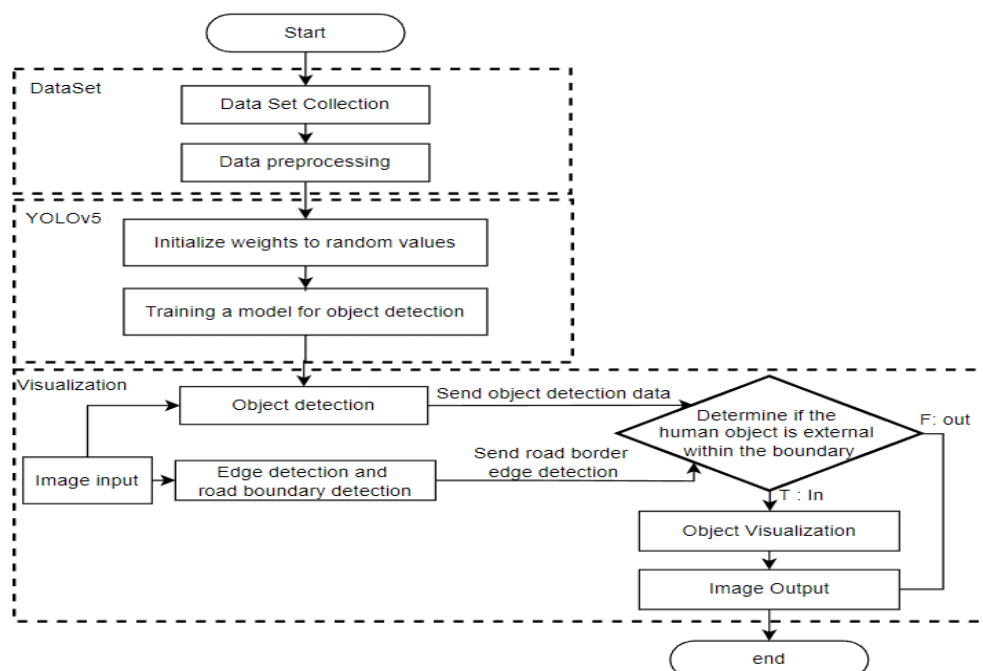 Start
DataSet
Data Set Collection
Data preprocessing
YOLOv5
Initialize weights to random values
Training a model for object detection
Visualization
Object detection
Send object detection data
Determine if the
human object is external
within the boundary
F: out
Image input
Edge detection and
road boundary detection
Send road border
edge detection
T : In
Object Visualization
Image Output
end